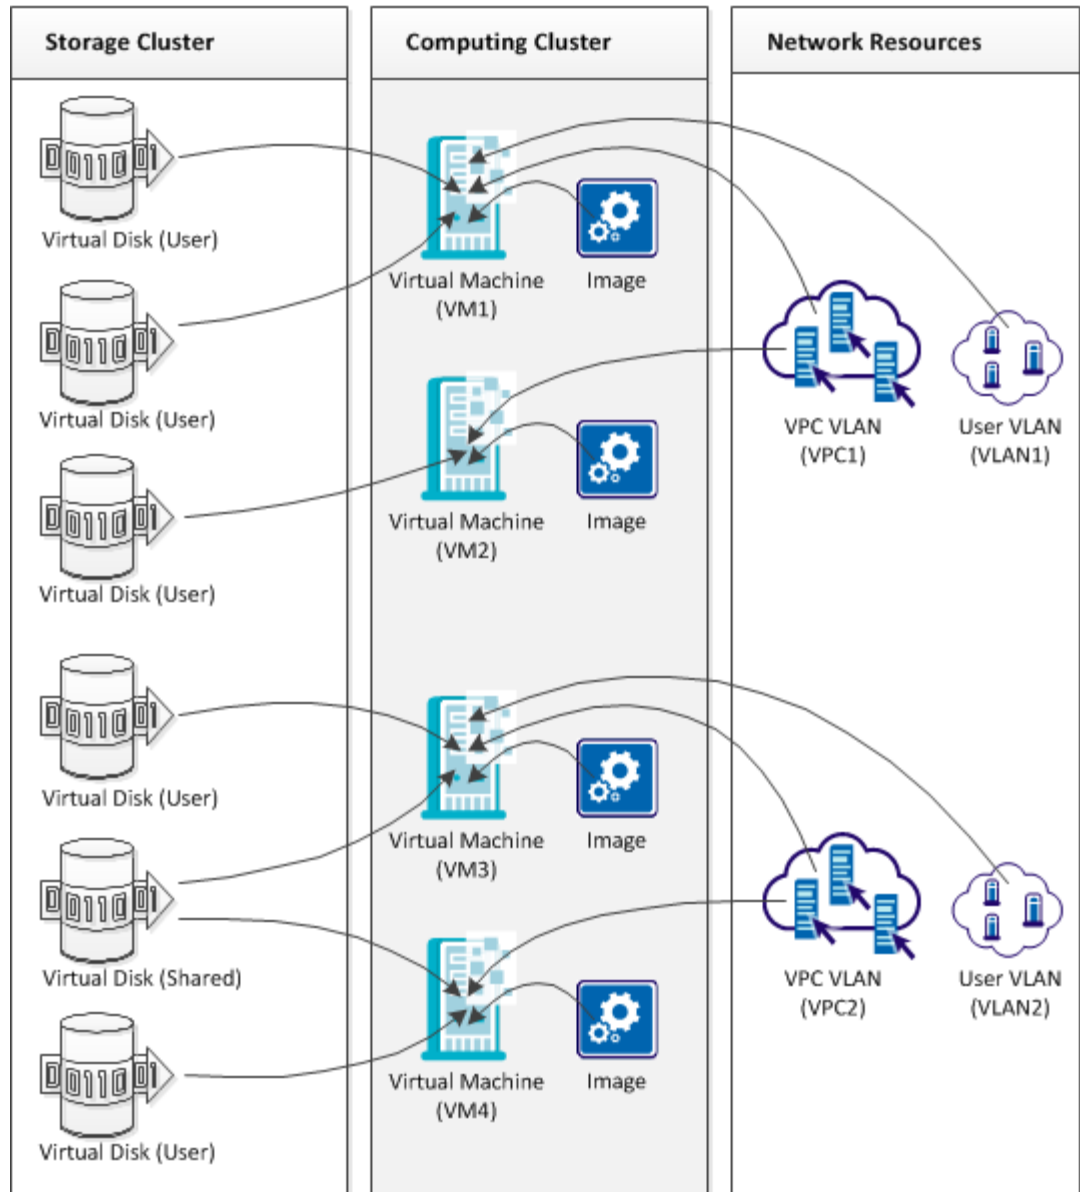 Storage Cluster
Computing Cluster
Network Resources
Virtual Disk (User)
Virtual Machine
(VM1)
Image
Virtual Disk (User)
VPC VLAN
(VPC1)
User VLAN
(VLAN1)
Virtual Machine
(VM2)
Image
Virtual Disk (User)
Virtual Disk (User)
Virtual Machine
(VM3)
Image
Virtual Disk (Shared)
VPC VLAN
(VPC2)
User VLAN
(VLAN2)
Virtual Machine
(VM4)
Image
Virtual Disk (User)